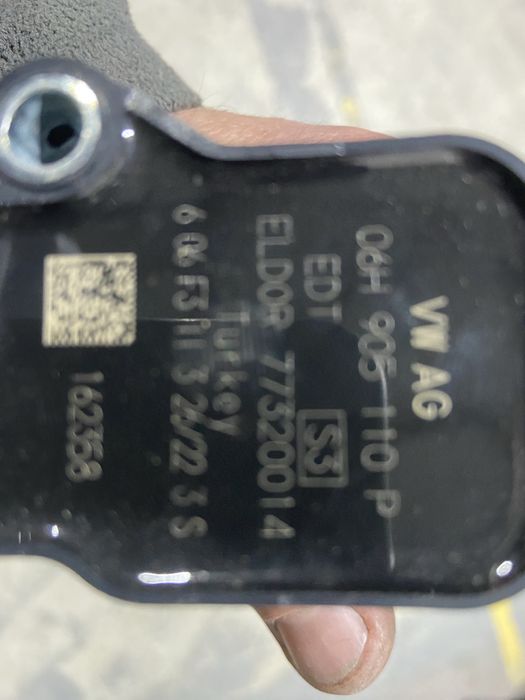 VW AG
06H 905 110 P
EDT S3
ELDOR 77320014
Turkey
162358